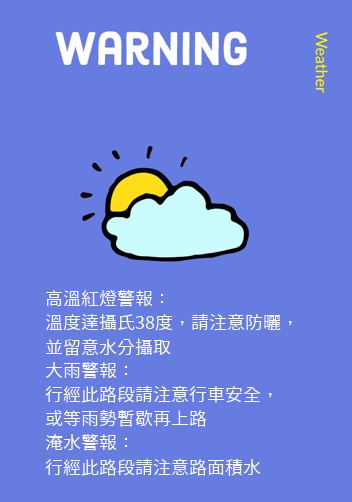 WARNING
Weather
高溫紅燈警報：
溫度達攝氏38度，請注意防曬，
並留意水分攝取
大雨警報：
行經此路段請注意行車安全，
或等雨勢暫歇再上路
淹水警報：
行經此路段請注意路面積水